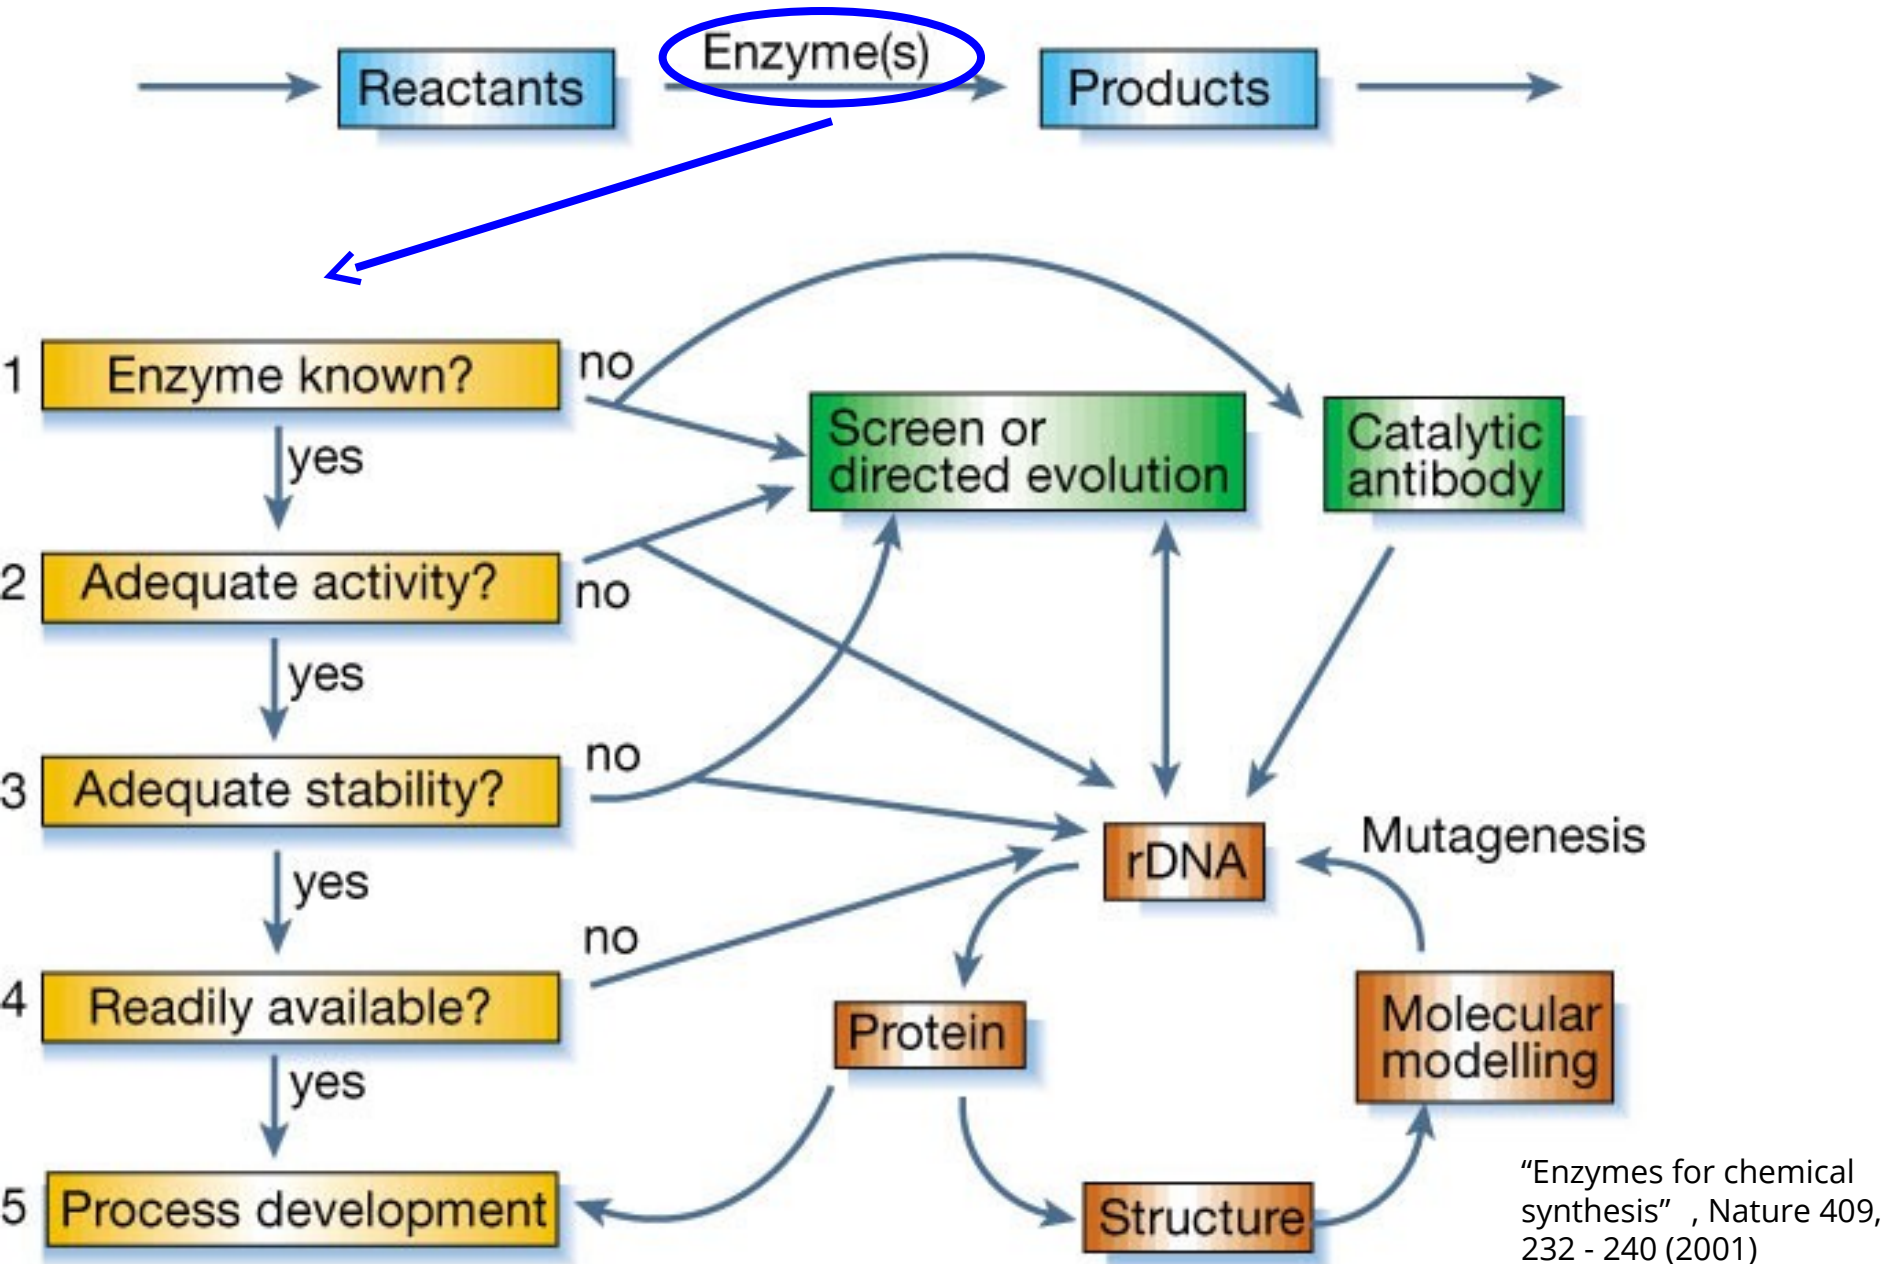 Enzyme(s)
Reactants
Products
1
Enzyme known?
no
yes
Screen or
directed evolution
Catalytic
antibody
2
Adequate activity?
no
yes
3
Adequate stability?
no
yes
rDNA
Mutagenesis
4
Readily available?
no
yes
Protein
Molecular
modelling
5
Process development
Structure
“Enzymes for chemical
synthesis” , Nature 409,
232 - 240 (2001)